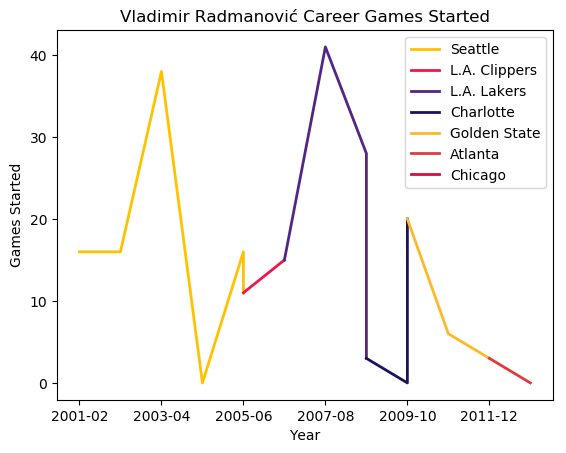 Vladimir Radmanović Career Games Started
Seattle
L.A. Clippers
L.A. Lakers
Charlotte
Golden State
Atlanta
Chicago
Games Started
40
30
20
10
0
2001-02 2003-04 2005-06 2007-08 2009-10 2011-12
Year